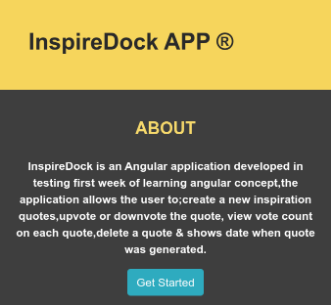 InspireDock APP ®
ABOUT
InspireDock is an Angular application developed in
testing first week of learning angular concept,the
application allows the user to;create a new inspiration
quotes,upvote or downvote the quote, view vote count
on each quote,delete a quote & shows date when quote
was generated.
Get Started